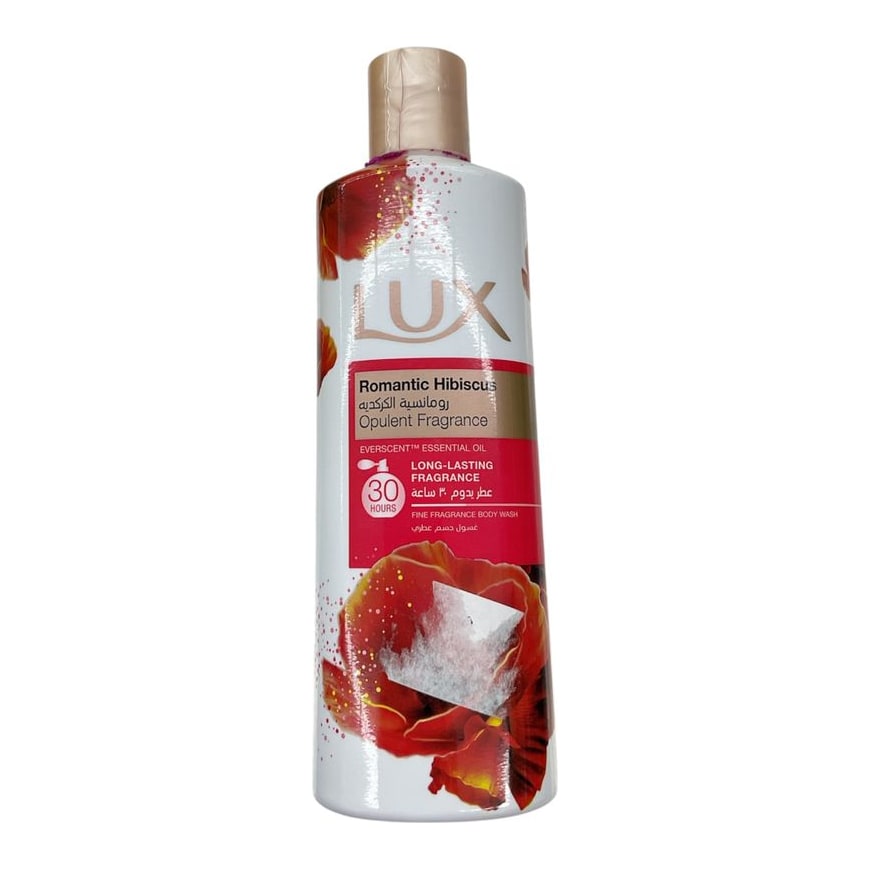 LUX
Romantic Hibiscus
رومانسية الكركديه
Opulent Fragrance
EVERSCENT™ ESSENTIAL OIL
LONG-LASTING
FRAGRANCE
عطر يدوم ٣٠ ساعة
30
HOURS
FINE FRAGRANCE BODY WASH
غسول جسم عطري